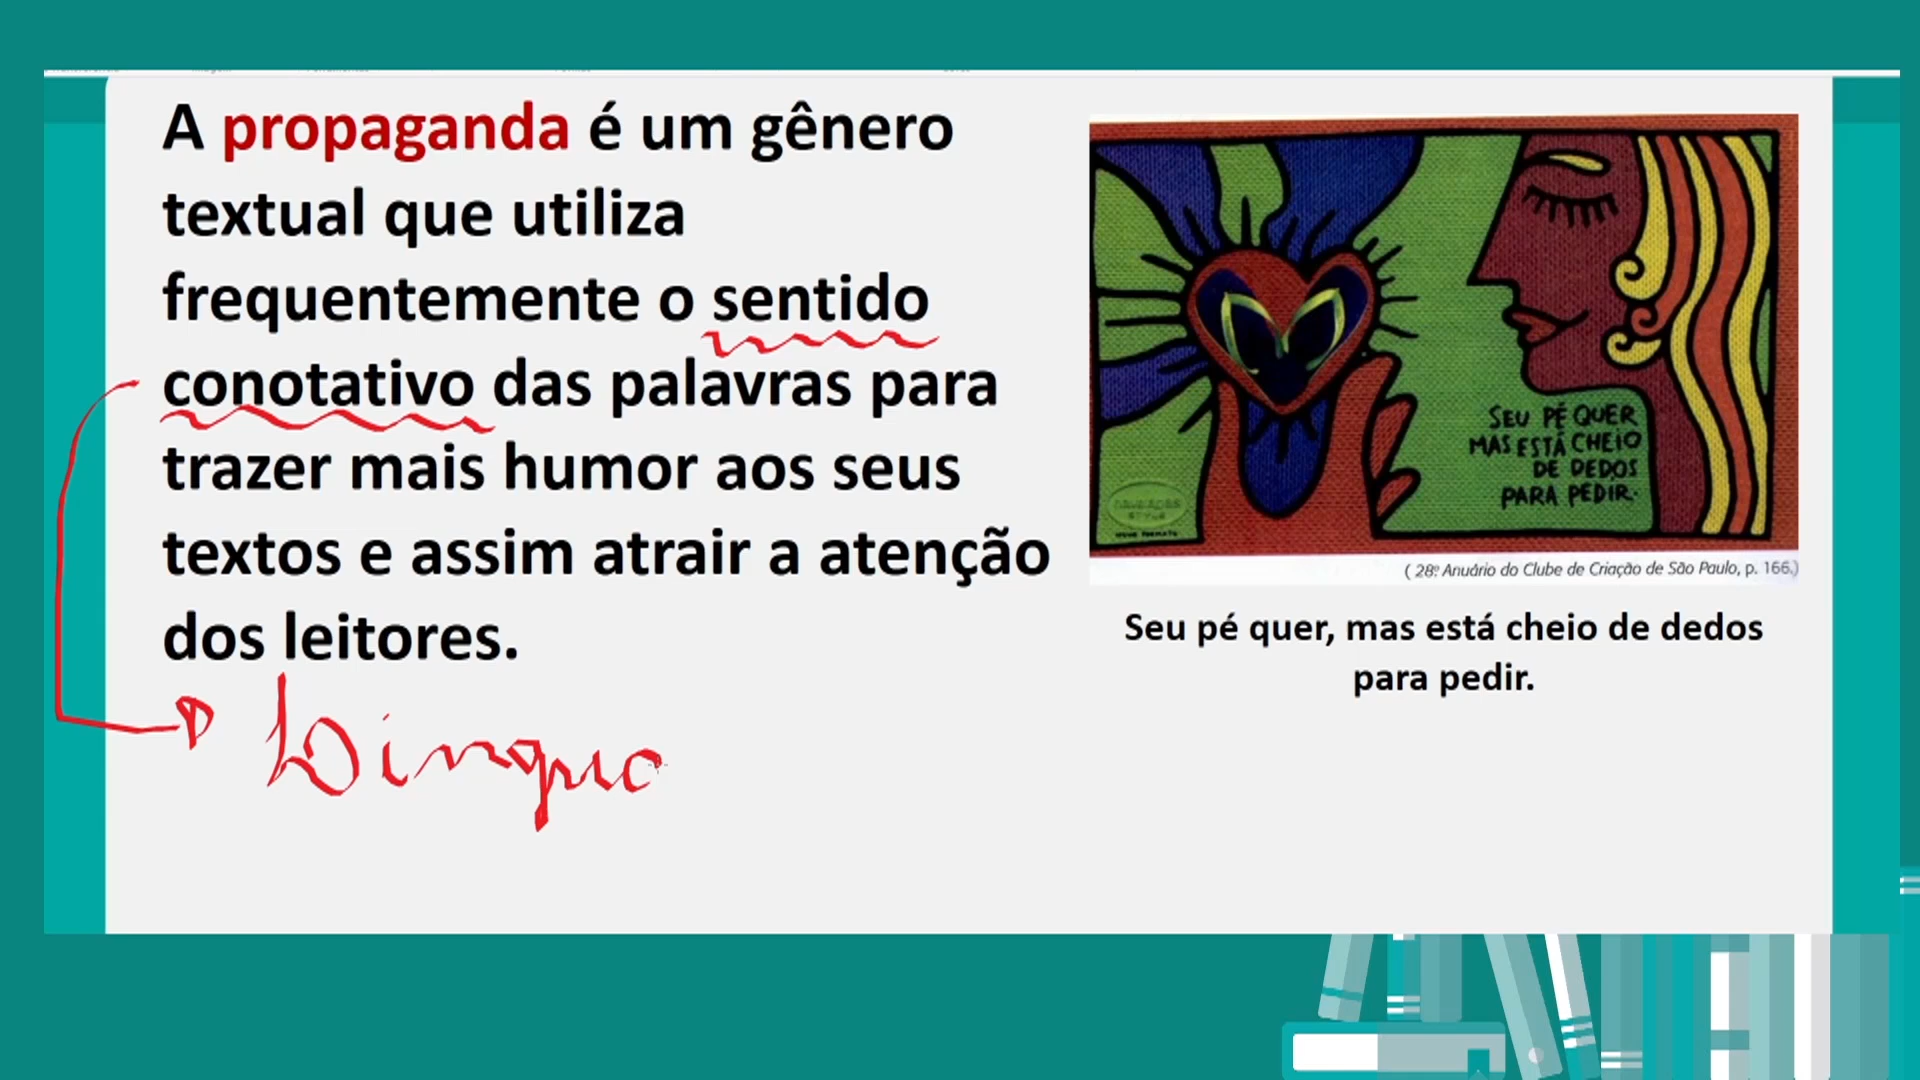 A propaganda é um gênero
textual que utiliza
frequentemente o sentido
conotativo das palavras para
trazer mais humor aos seus
textos e assim atrair a atenção
dos leitores.
Lingua
SEU PÉ QUER
MAS ESTÁ CHEIO
DE DEDOS
PARA PEDIR.
( 28º Anuário do Clube de Criação de São Paulo, p. 166.)
Seu pé quer, mas está cheio de dedos
para pedir.